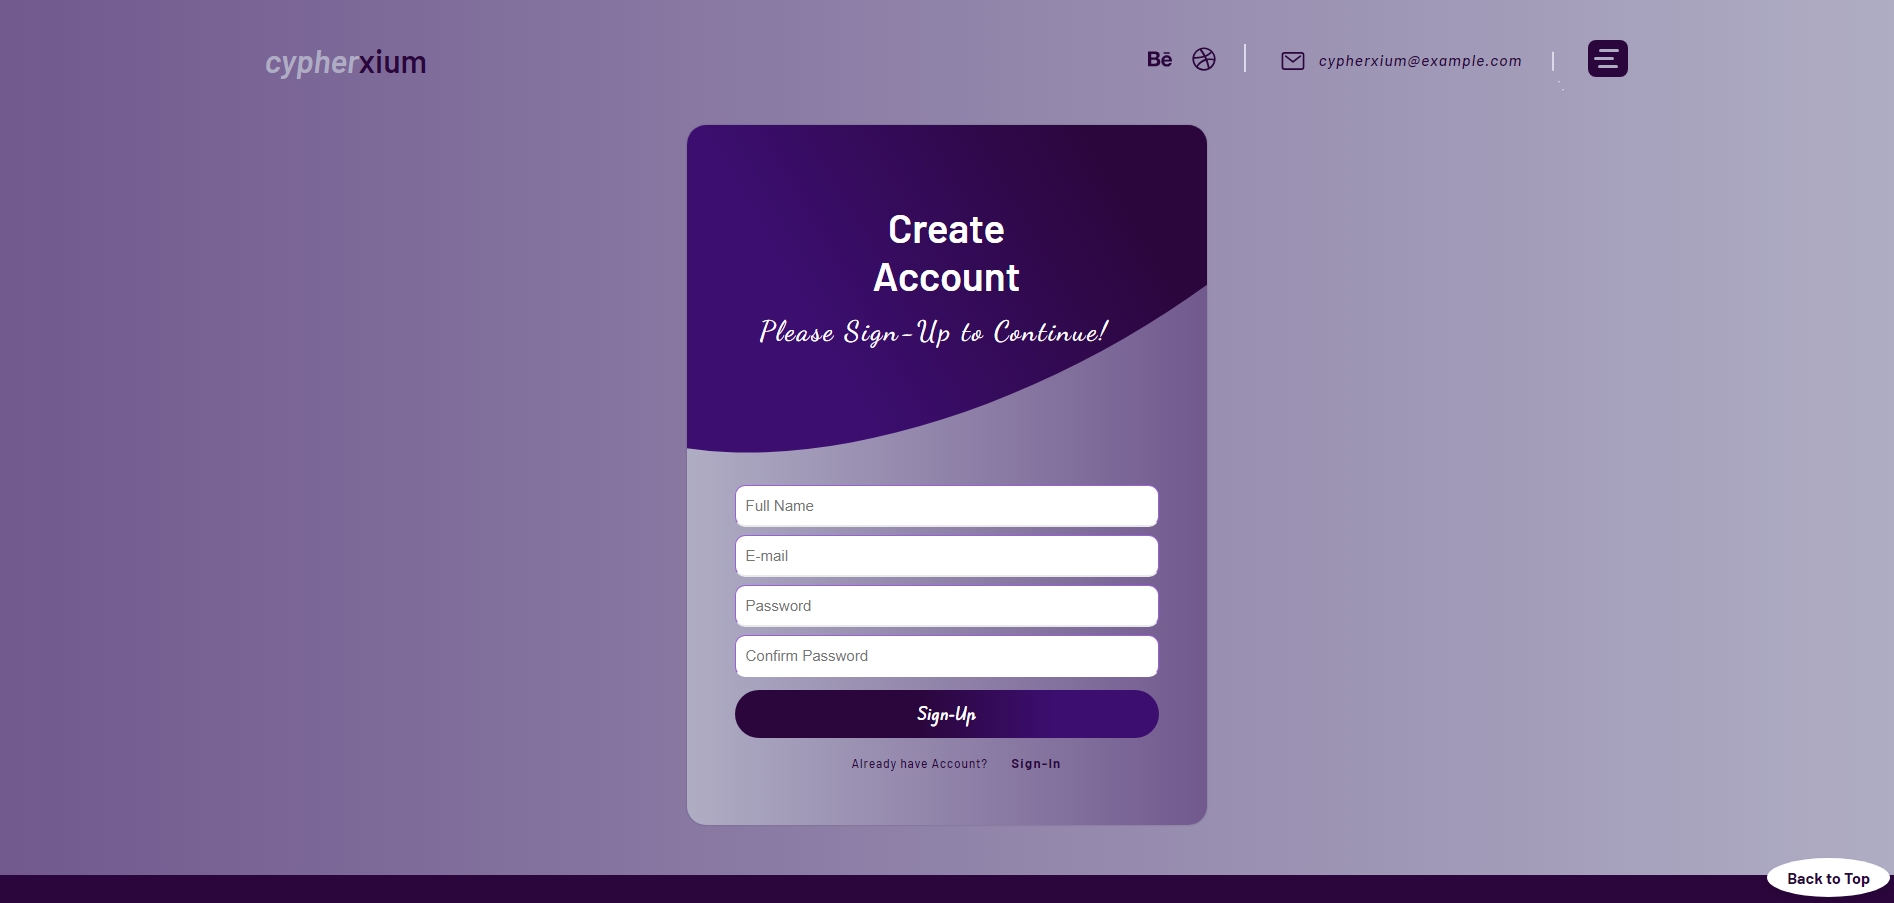 cypherxium
Bē
cypherxium@example.com
Create
Account
Please Sign-Up to Continue!
Full Name
E-mail
Password
Confirm Password
Sign-Up
Already have Account? Sign-In
Back to Top